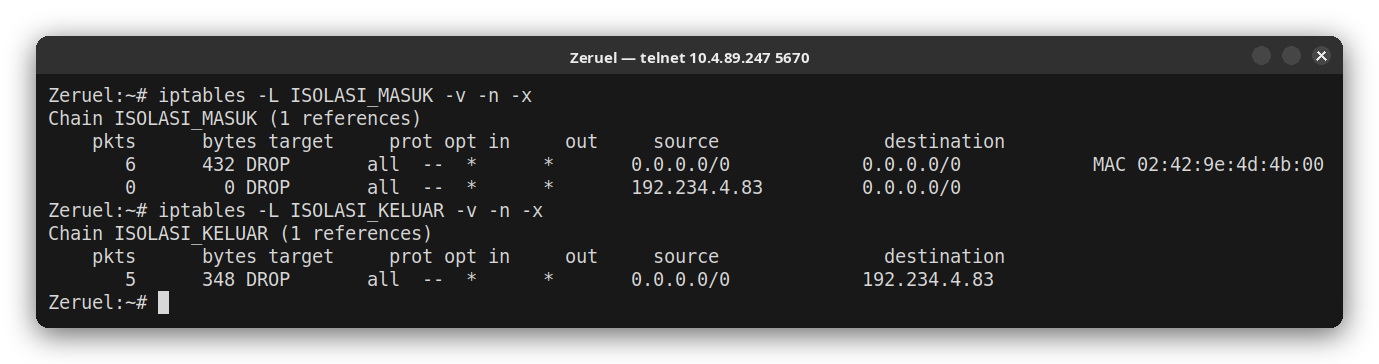 Zeruel — telnet 10.4.89.247 5670
Zeruel:~# iptables -L ISOLASI_MASUK -v -n -x
Chain ISOLASI_MASUK (1 references)
    pkts      bytes target     prot opt in     out     source               destination
       6      432 DROP       all  --  *      *       0.0.0.0/0            0.0.0.0/0            MAC 02:42:9e:4d:4b:00
       0        0 DROP       all  --  *      *       192.234.4.83         0.0.0.0/0
Zeruel:~# iptables -L ISOLASI_KELUAR -v -n -x
Chain ISOLASI_KELUAR (1 references)
    pkts      bytes target     prot opt in     out     source               destination
       5      348 DROP       all  --  *      *       0.0.0.0/0            192.234.4.83
Zeruel:~#